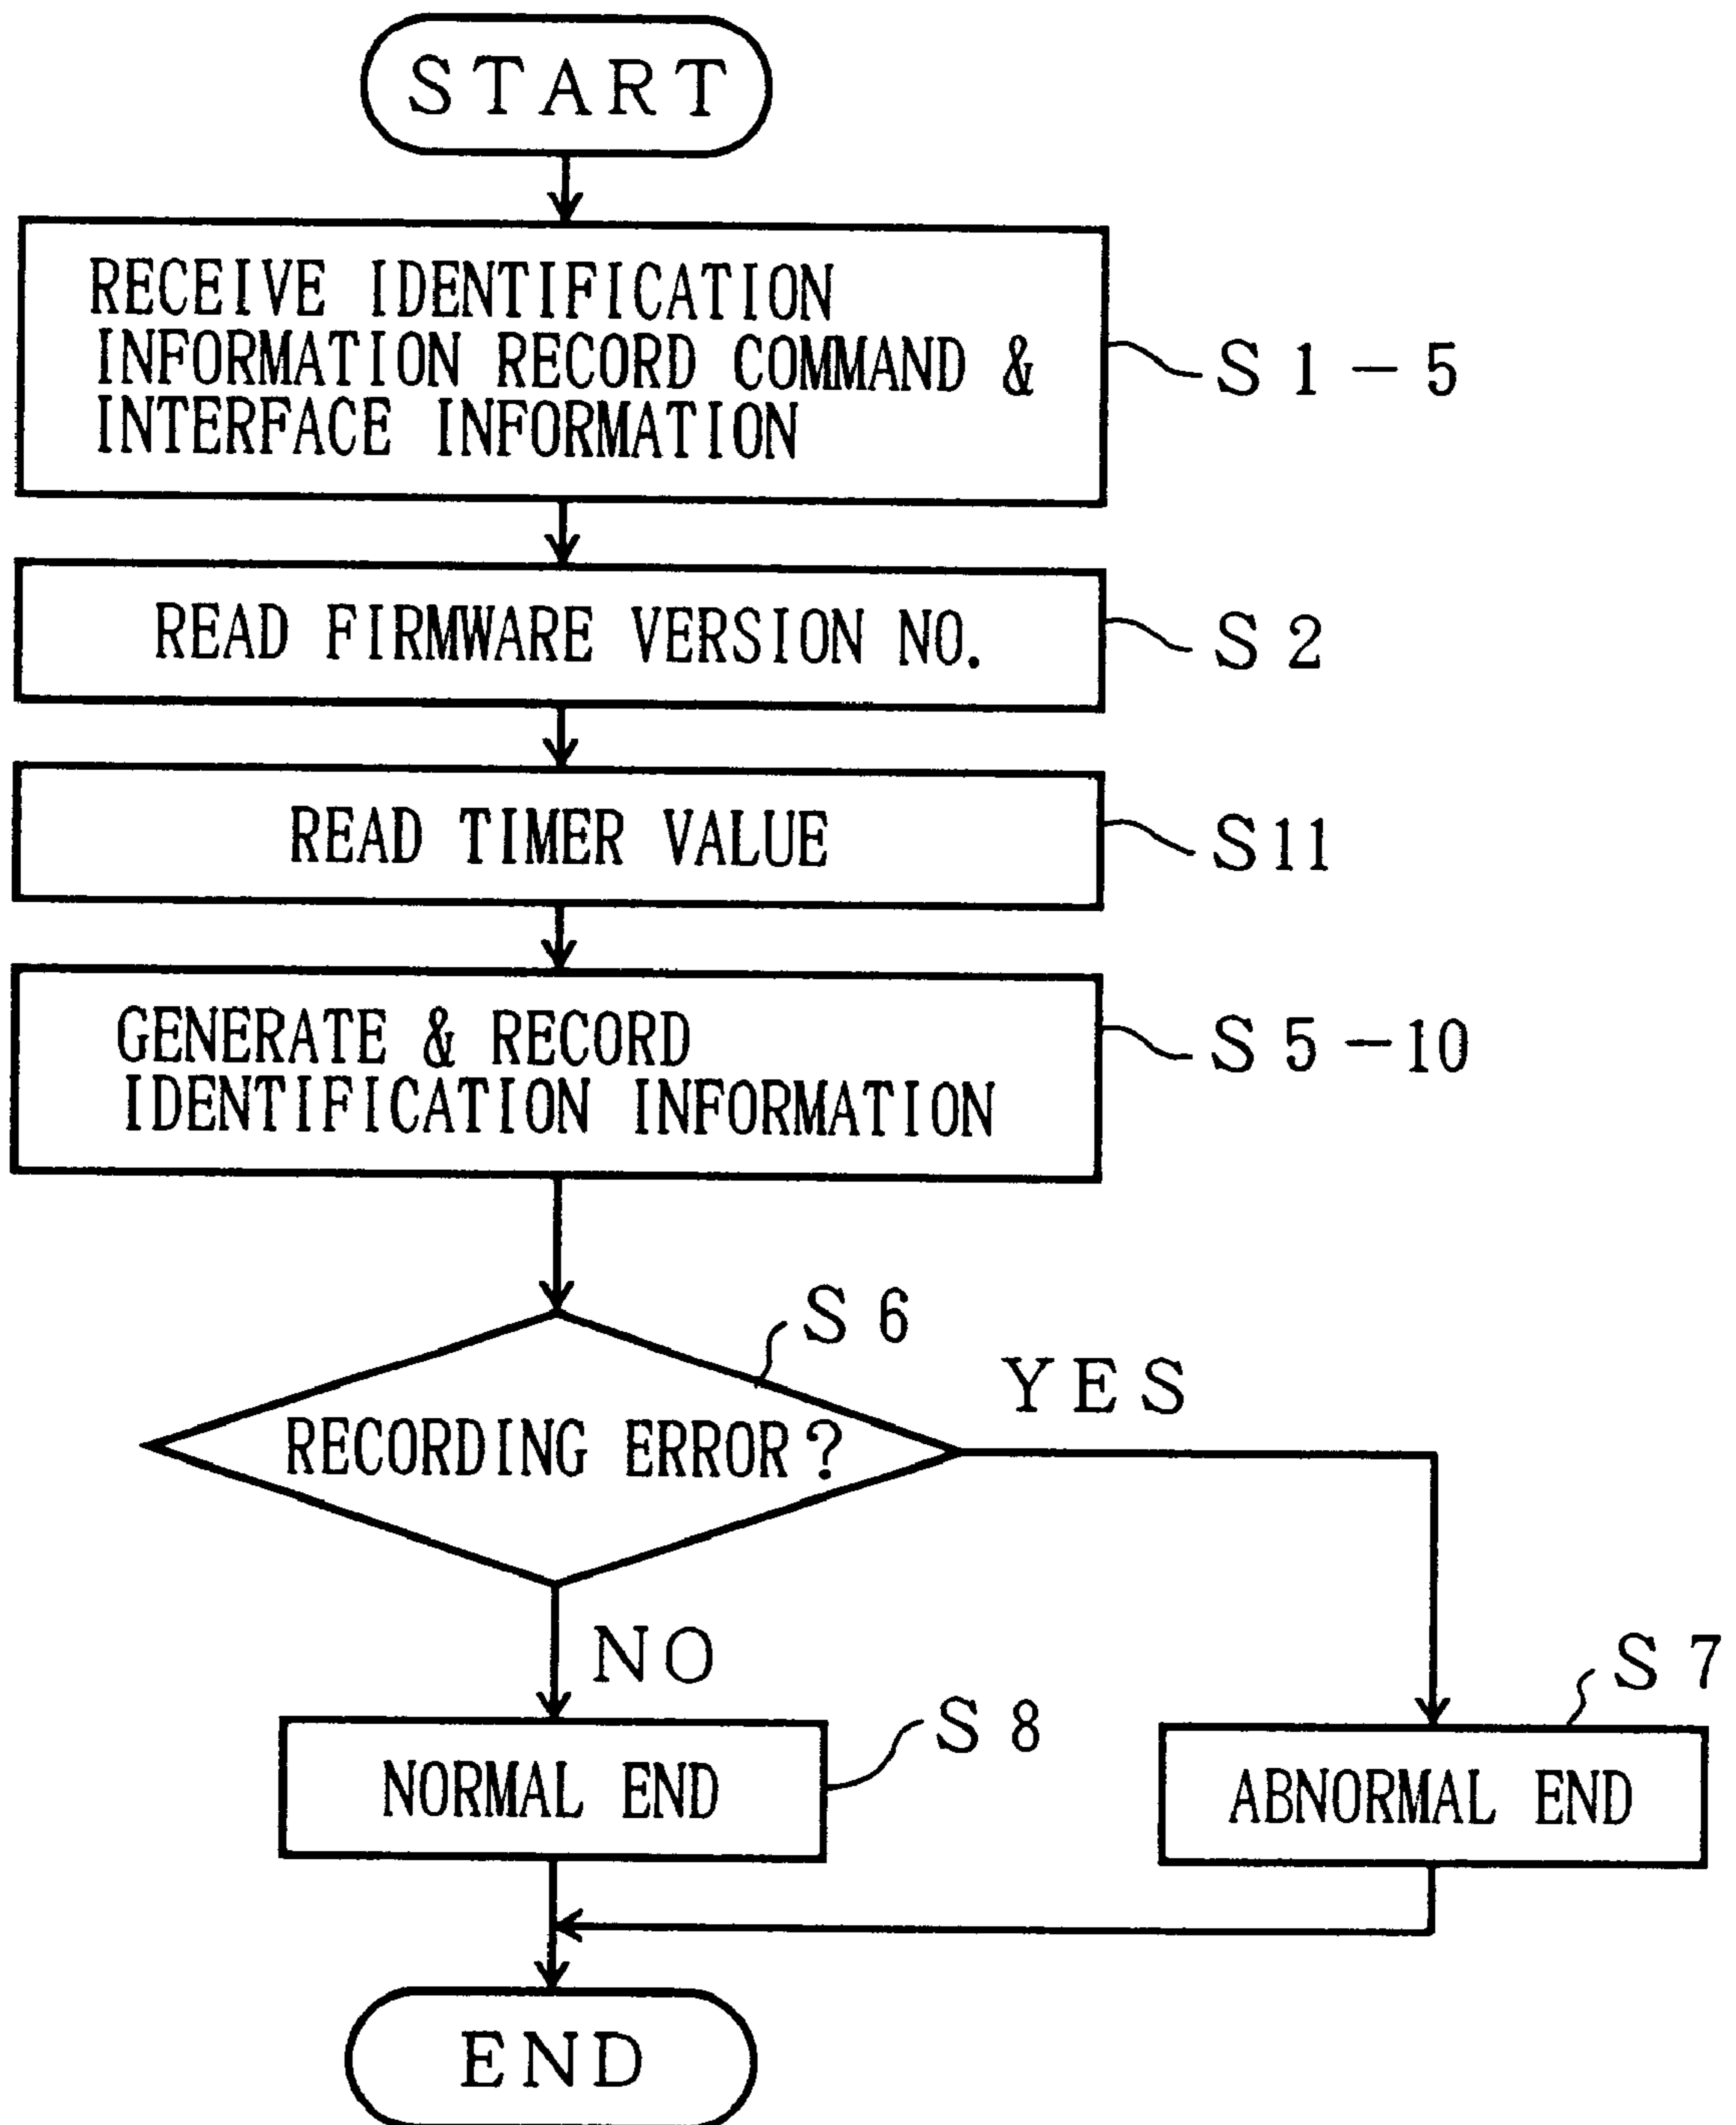 START
RECEIVE IDENTIFICATION
INFORMATION RECORD COMMAND &
INTERFACE INFORMATION
S1-5
READ FIRMWARE VERSION NO.
S2
READ TIMER VALUE
S11
GENERATE & RECORD
IDENTIFICATION INFORMATION
S5-10
S6
RECORDING ERROR?
YES
NO
NORMAL END
S8
S7
ABNORMAL END
END